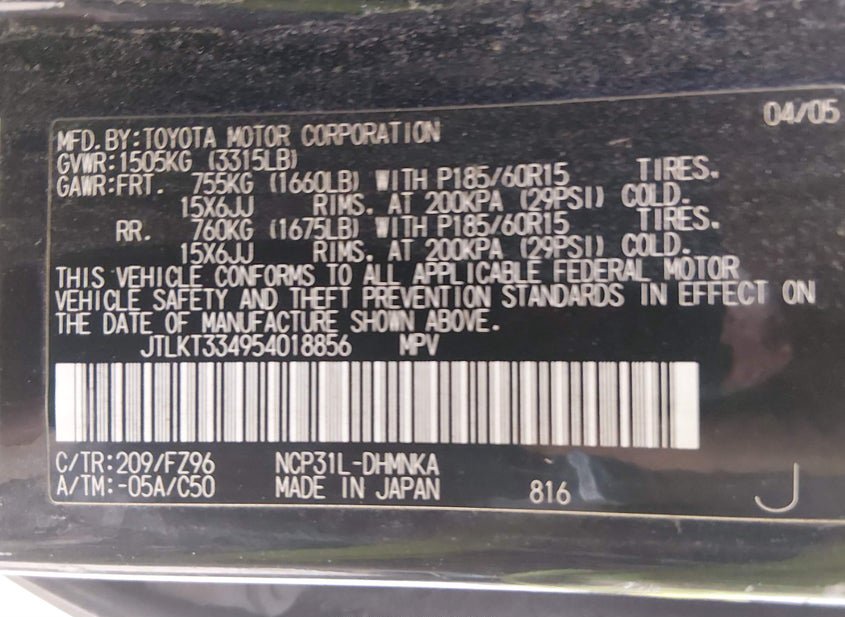 04/05
MFD. BY: TOYOTA MOTOR CORPORATION
GVWR: 1505KG (3315LB)
GAWR: FRT. 755KG (1660LB) WITH P185/60R15 TIRES.
15X6JJ RIMS. AT 200KPA (29PSI) COLD.
RR. 760KG (1675LB) WITH P185/60R15 TIRES.
15X6JJ RIMS. AT 200KPA (29PSI) COLD.
THIS VEHICLE CONFORMS TO ALL APPLICABLE FEDERAL MOTOR
VEHICLE SAFETY AND THEFT PREVENTION STANDARDS IN EFFECT ON
THE DATE OF MANUFACTURE SHOWN ABOVE.
JTLKT334954018856 MPV
C/TR: 209/FZ96 NCP31L-DHMNKA
A/TM: -05A/C50 MADE IN JAPAN 816 J